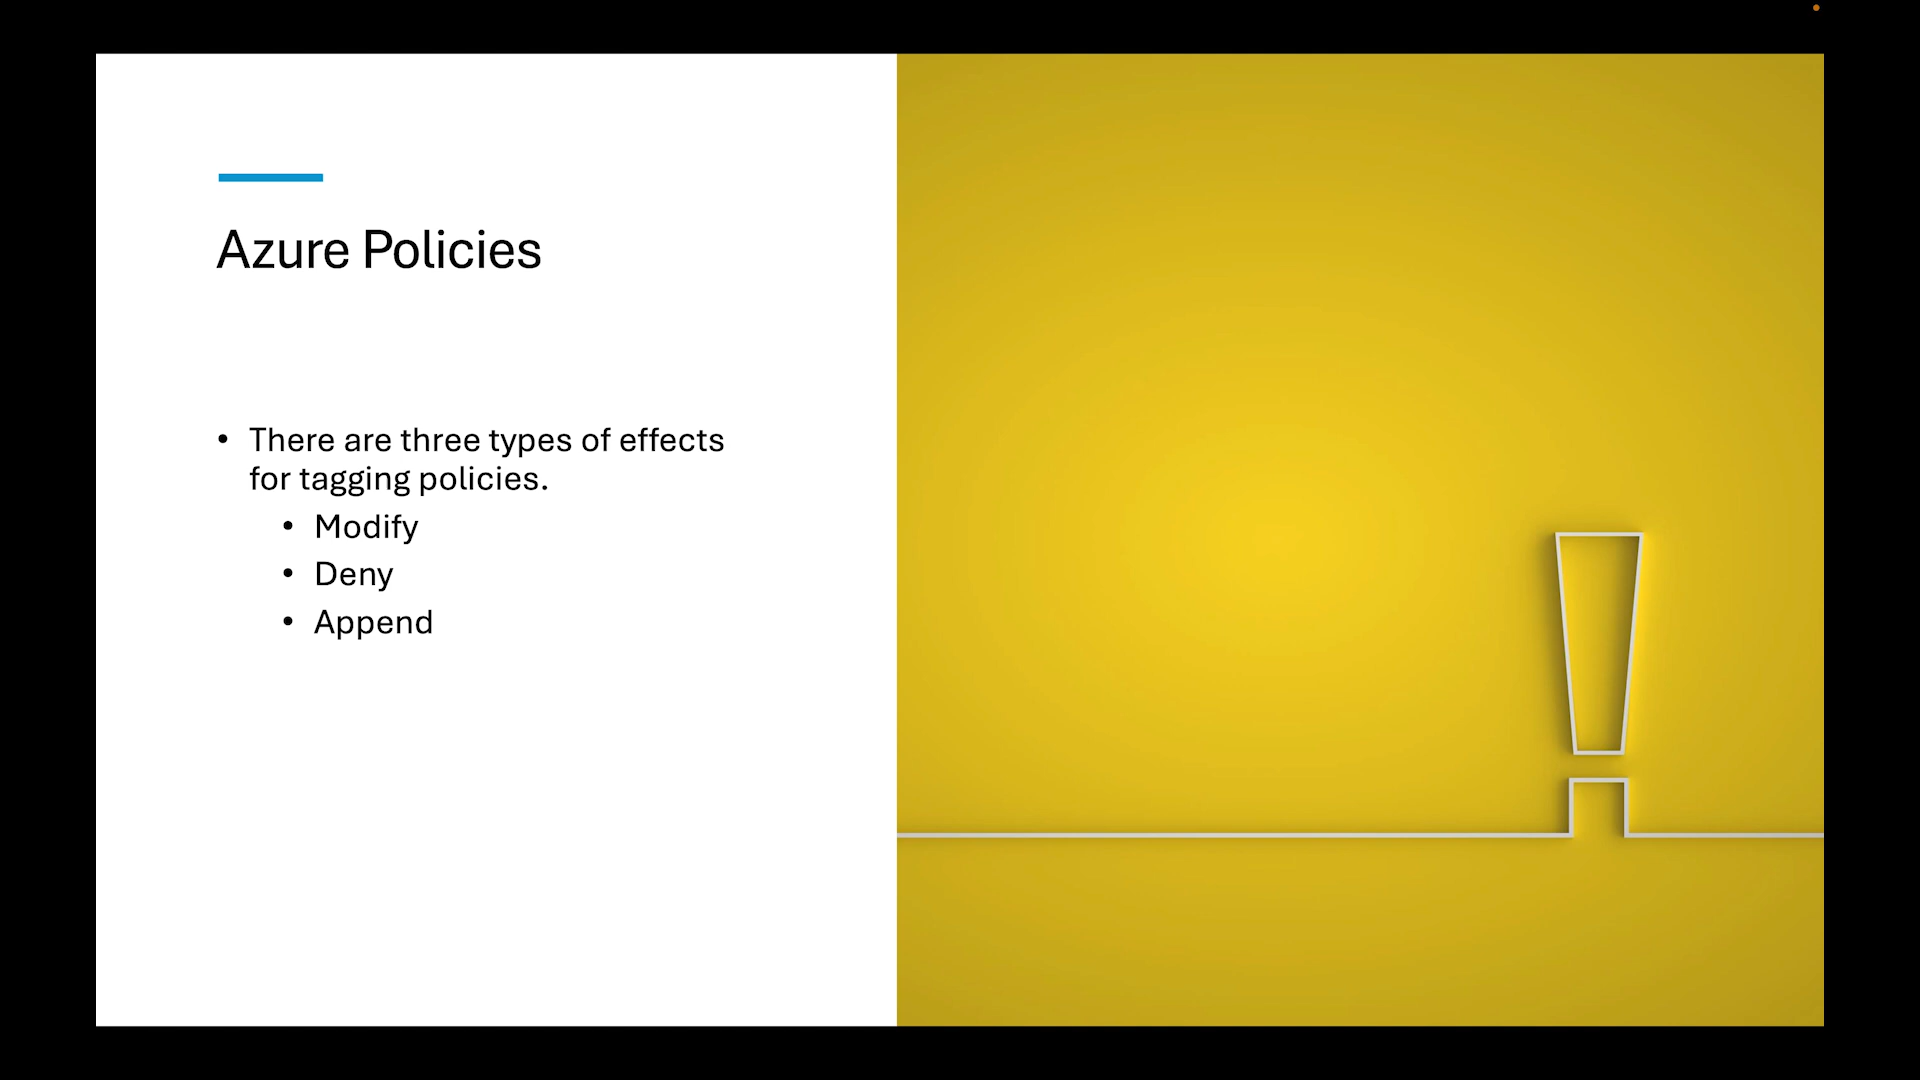 Azure Policies
• There are three types of effects
for tagging policies.
• Modify
• Deny
• Append